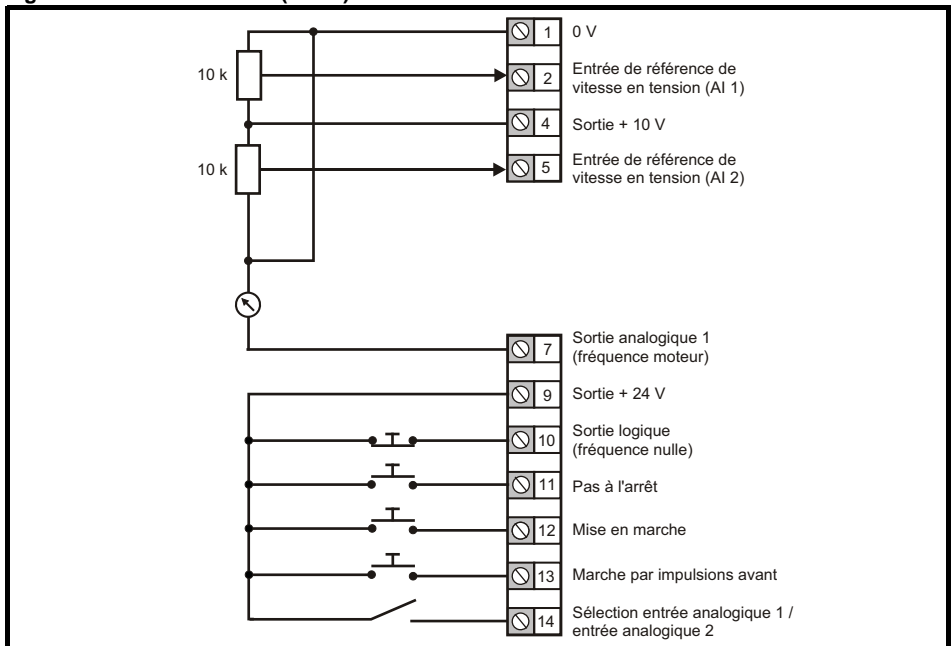 1 0 V
10 k
2 Entrée de référence de
vitesse en tension (AI 1)
4 Sortie + 10 V
10 k
5 Entrée de référence de
vitesse en tension (AI 2)
7 Sortie analogique 1
(fréquence moteur)
9 Sortie + 24 V
10 Sortie logique
(fréquence nulle)
11 Pas à l'arrêt
12 Mise en marche
13 Marche par impulsions avant
14 Sélection entrée analogique 1 /
entrée analogique 2